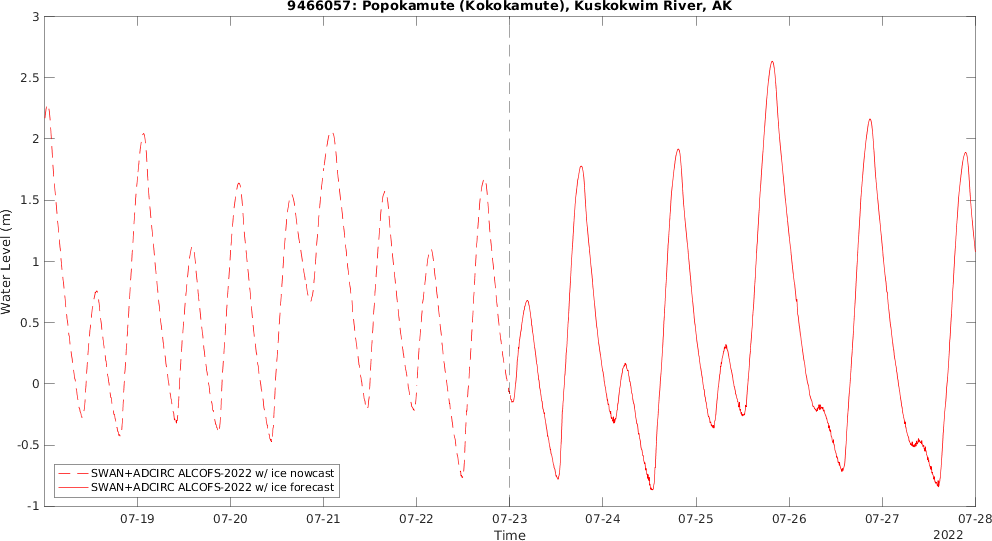 9466057: Popokamute (Kokokamute), Kuskokwim River, AK
3
2.5
2
1.5
1
0.5
0
-0.5
-1
Water Level (m)
SWAN+ADCIRC ALCOFS-2022 w/ ice nowcast
SWAN+ADCIRC ALCOFS-2022 w/ ice forecast
07-19 07-20 07-21 07-22 07-23 07-24 07-25 07-26 07-27 07-28
Time
2022